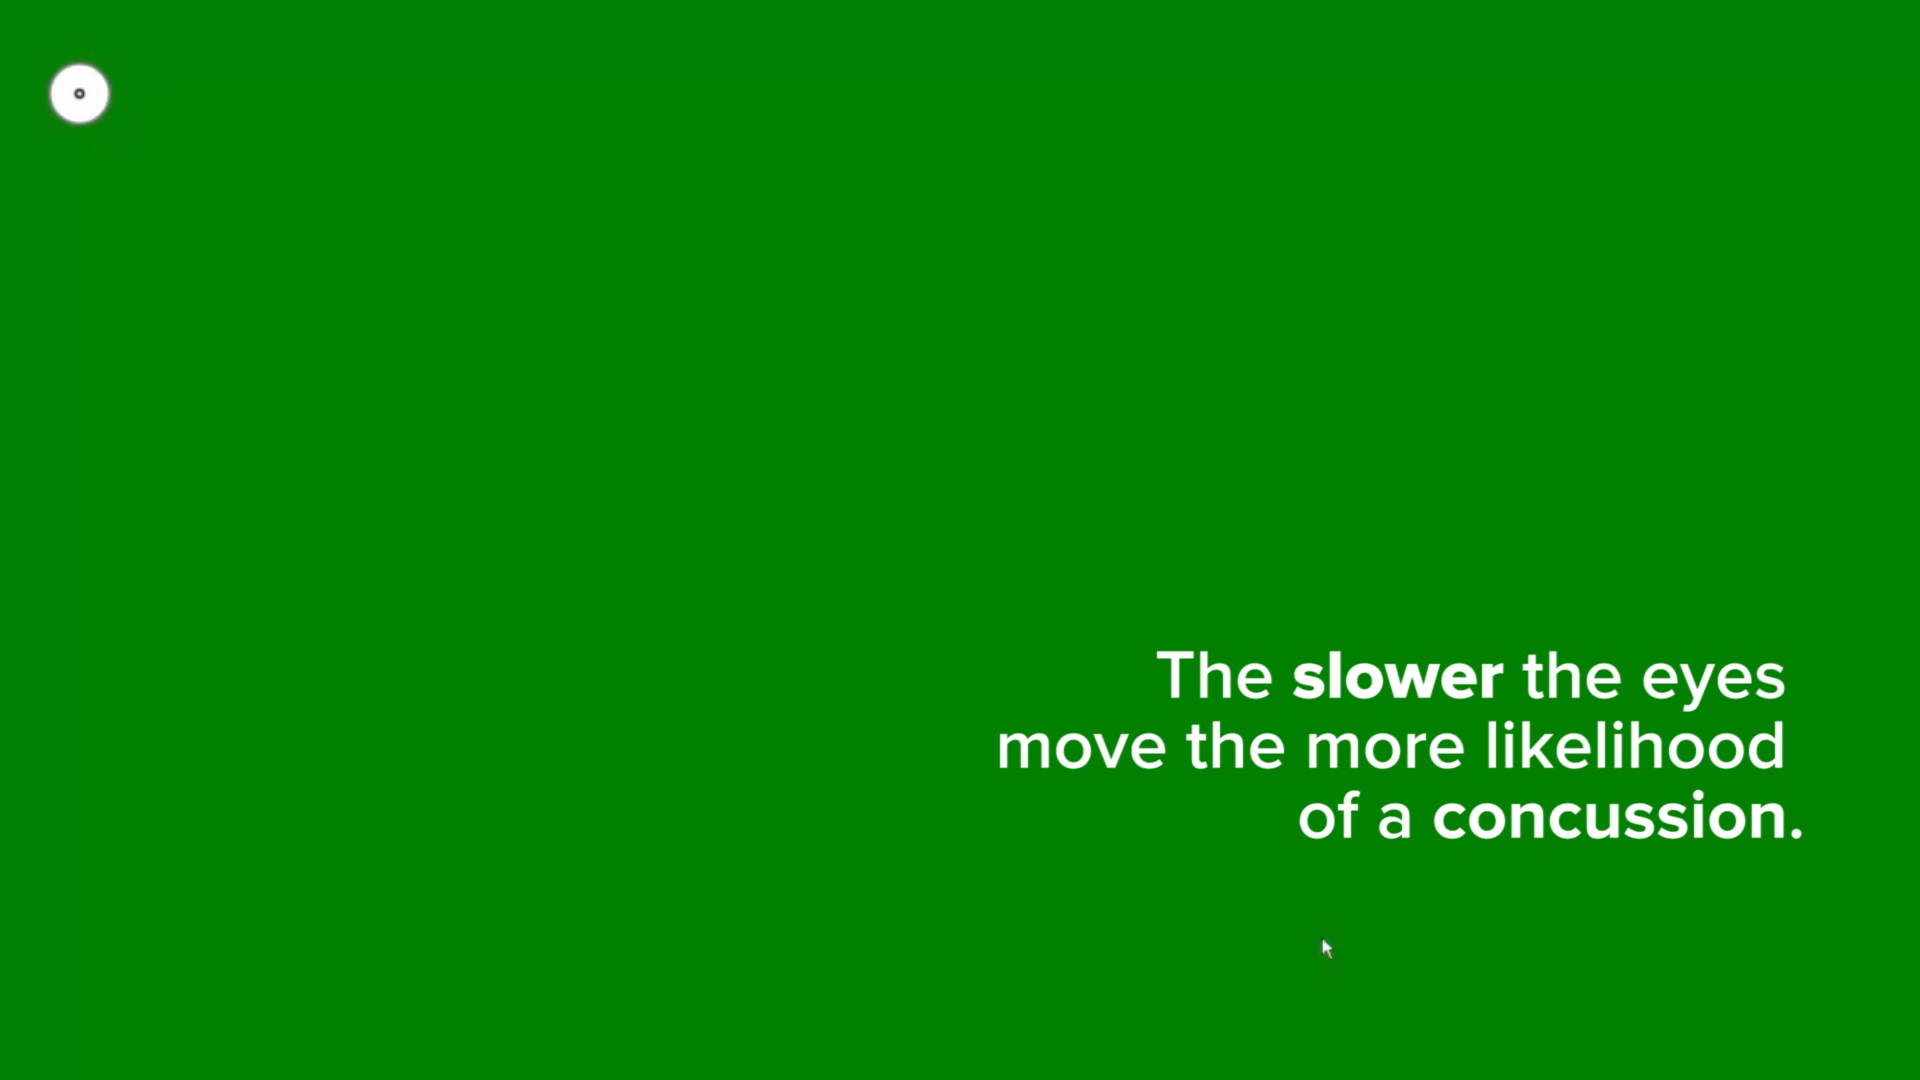 The slower the eyes
move the more likelihood
of a concussion.